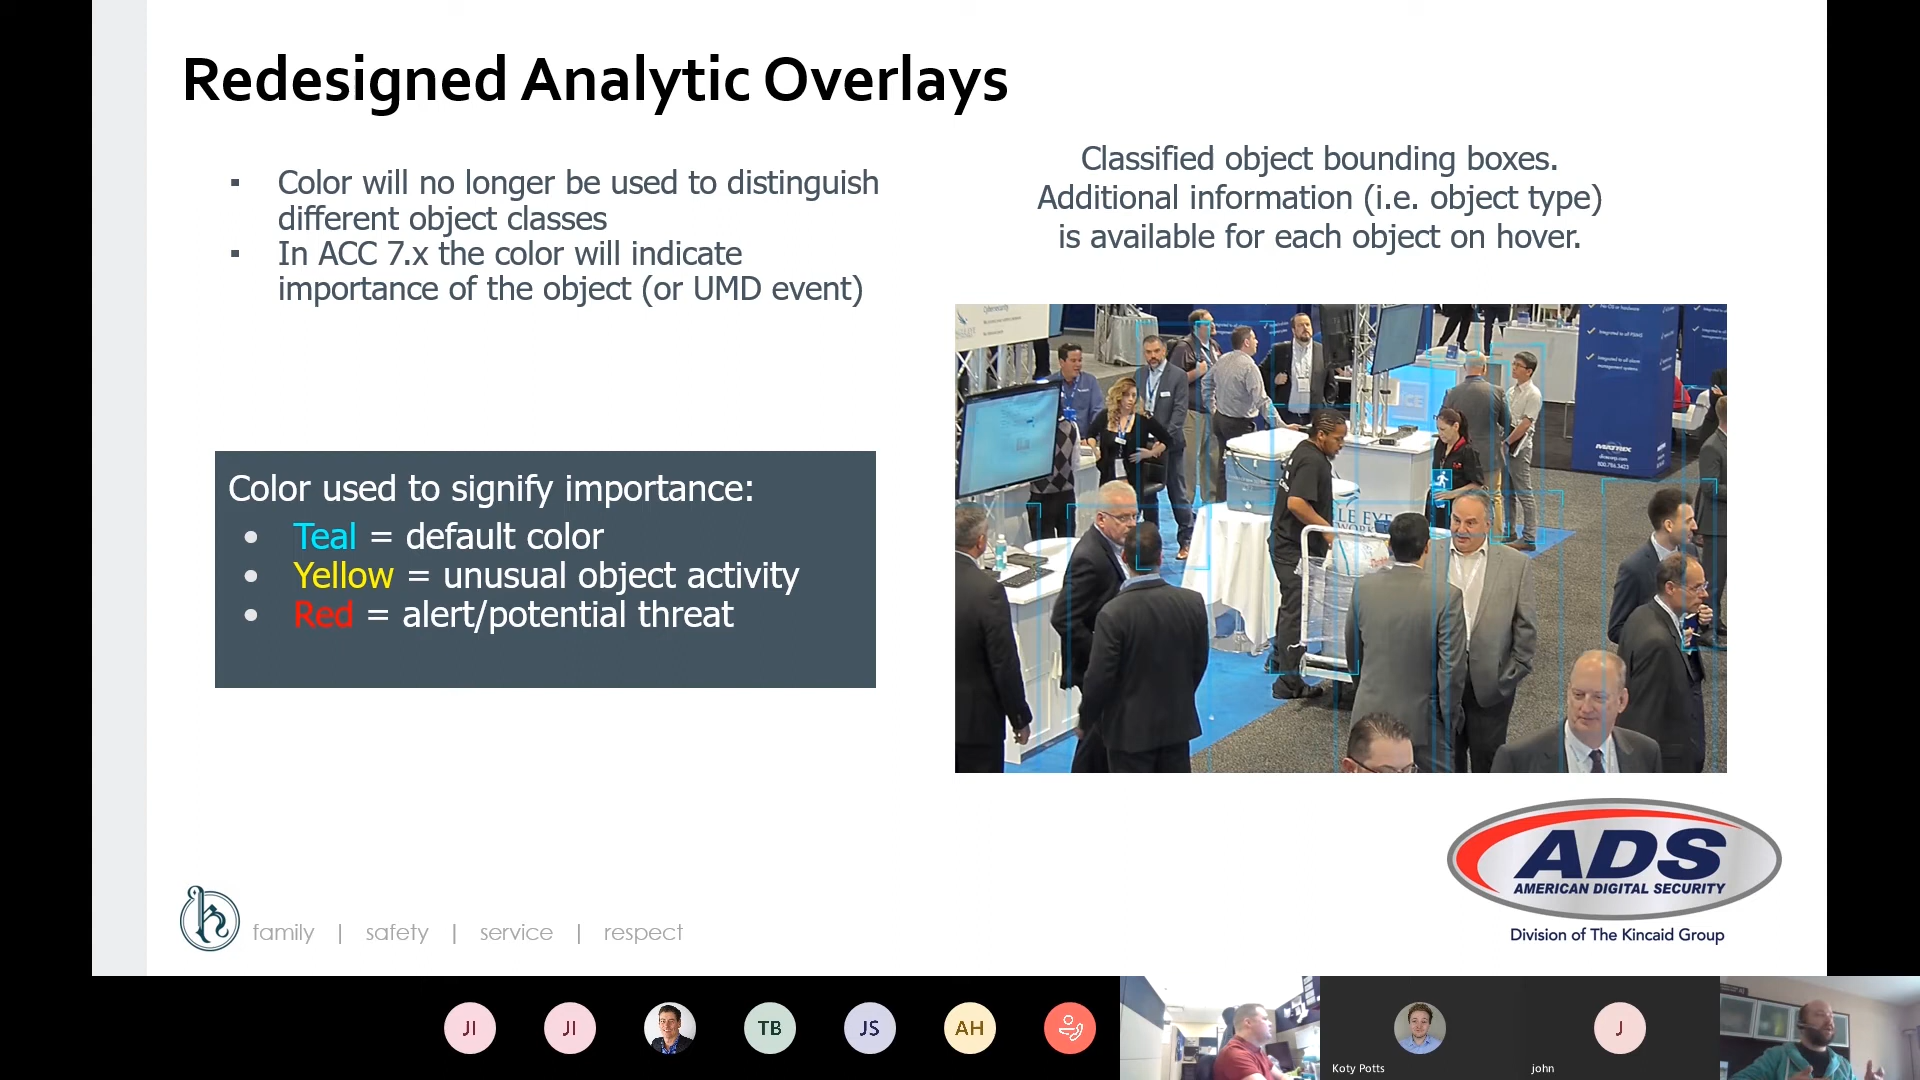 Redesigned Analytic Overlays
▪ Color will no longer be used to distinguish
different object classes
▪ In ACC 7.x the color will indicate
importance of the object (or UMD event)
Classified object bounding boxes.
Additional information (i.e. object type)
is available for each object on hover.
Color used to signify importance:
• Teal = default color
• Yellow = unusual object activity
• Red = alert/potential threat
MATRIX
ADS
AMERICAN DIGITAL SECURITY
Division of The Kincaid Group
family | safety | service | respect
JI
JI
TB
JS
AH
Koty Potts
J
john